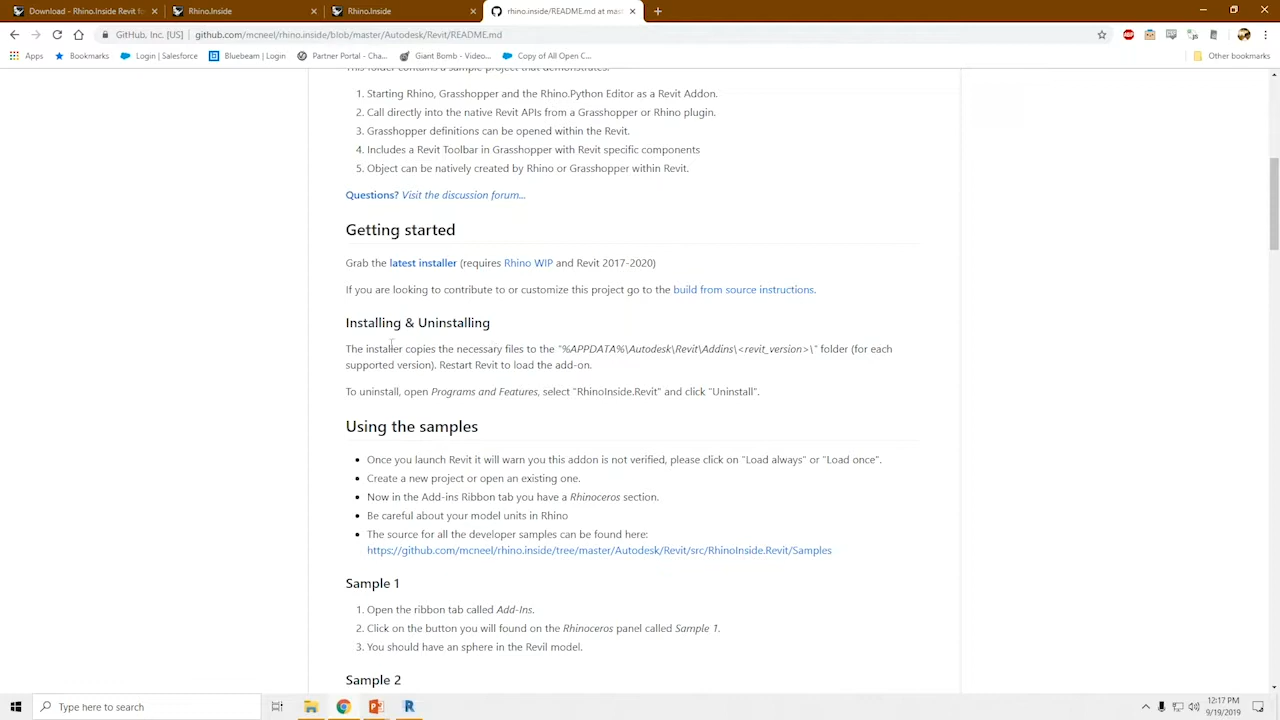 Download - Rhino.Inside Revit for
Rhino.Inside
Rhino.Inside
rhino.inside/README.md at mas
GitHub, Inc. [US]
github.com/mcneel/rhino.inside/blob/master/Autodesk/Revit/README.md
Apps
Bookmarks
Login | Salesforce
Bluebeam | Login
Partner Portal - Cha...
Giant Bomb - Video...
Copy of All Open C...
Other bookmarks
This folder contains a sample project that demonstrates:
1. Starting Rhino, Grasshopper and the Rhino.Python Editor as a Revit Addon.
2. Call directly into the native Revit APIs from a Grasshopper or Rhino plugin.
3. Grasshopper definitions can be opened within the Revit.
4. Includes a Revit Toolbar in Grasshopper with Revit specific components
5. Object can be natively created by Rhino or Grasshopper within Revit.
Questions? Visit the discussion forum...
Getting started
Grab the latest installer (requires Rhino WIP and Revit 2017-2020)
If you are looking to contribute to or customize this project go to the build from source instructions.
Installing & Uninstalling
The installer copies the necessary files to the "%APPDATA%\Autodesk\Revit\Addins\<revit_version>\" folder (for each
supported version). Restart Revit to load the add-on.
To uninstall, open Programs and Features, select "RhinoInside.Revit" and click "Uninstall".
Using the samples
• Once you launch Revit it will warn you this addon is not verified, please click on "Load always" or "Load once".
• Create a new project or open an existing one.
• Now in the Add-ins Ribbon tab you have a Rhinoceros section.
• Be careful about your model units in Rhino
• The source for all the developer samples can be found here:
https://github.com/mcneel/rhino.inside/tree/master/Autodesk/Revit/src/RhinoInside.Revit/Samples
Sample 1
1. Open the ribbon tab called Add-Ins.
2. Click on the button you will found on the Rhinoceros panel called Sample 1.
3. You should have an sphere in the Revil model.
Sample 2
Type here to search
12:17 PM
9/19/2019